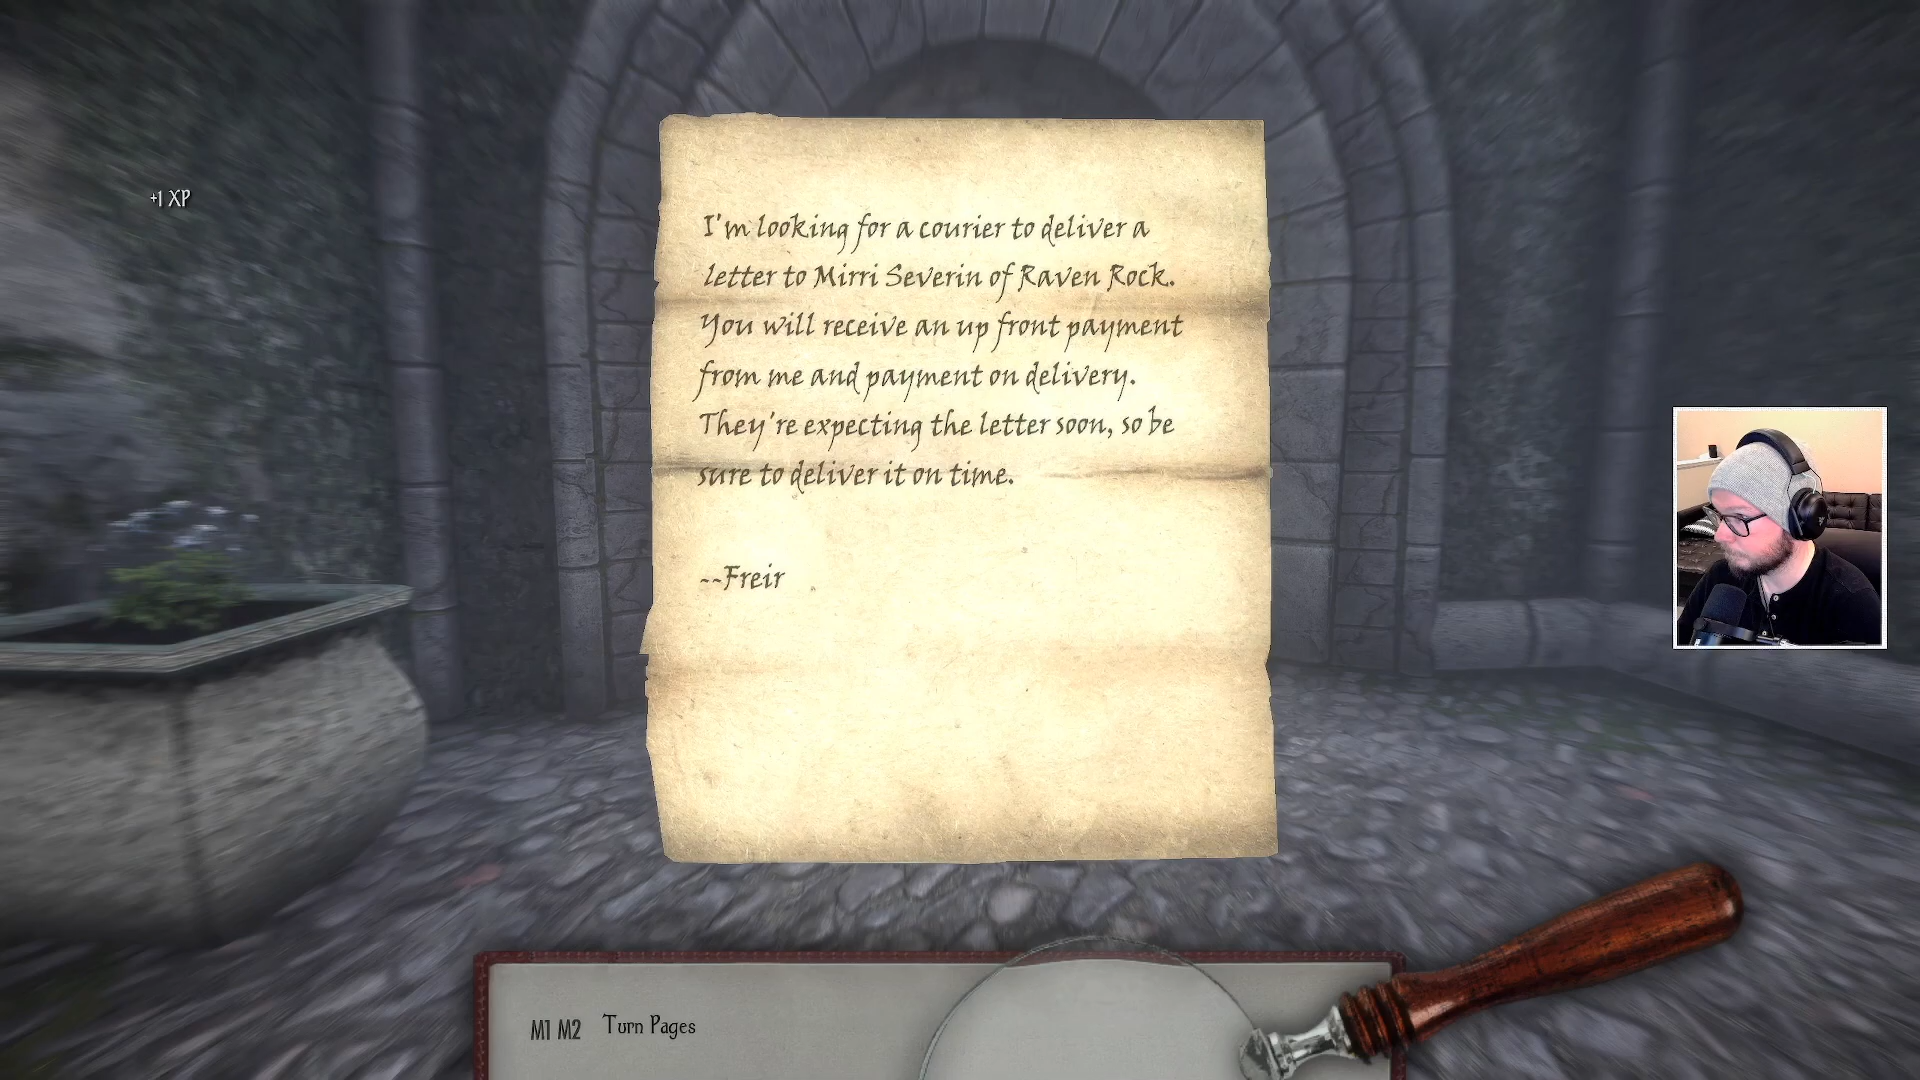 +1 XP
I'm looking for a courier to deliver a
letter to Mirri Severin of Raven Rock.
You will receive an up front payment
from me and payment on delivery.
They're expecting the letter soon, so be
sure to deliver it on time.
--Freir
M1 M2 Turn Pages